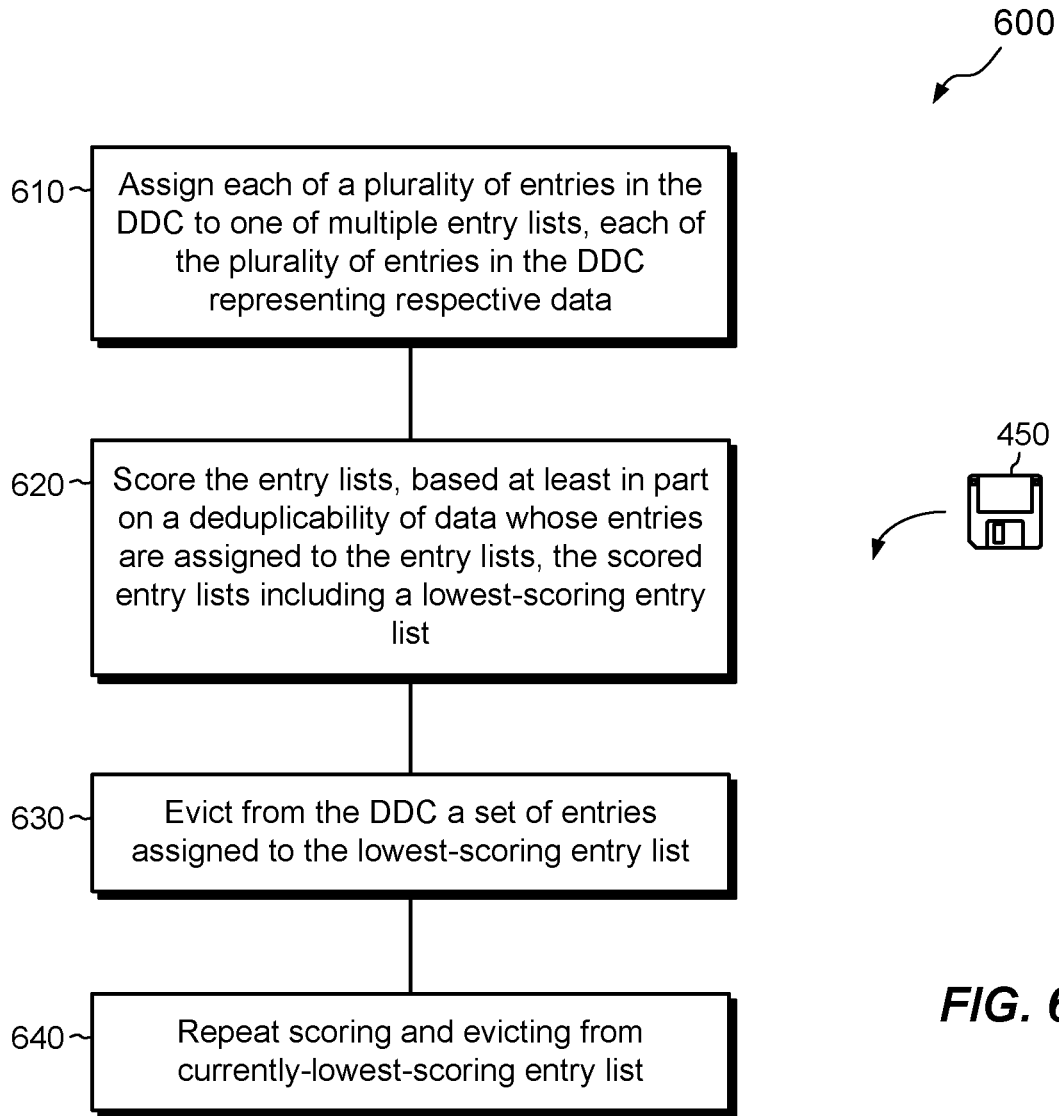 600
610
Assign each of a plurality of entries in the
DDC to one of multiple entry lists, each of
the plurality of entries in the DDC
representing respective data
450
620
Score the entry lists, based at least in part
on a deduplicability of data whose entries
are assigned to the entry lists, the scored
entry lists including a lowest-scoring entry
list
630
Evict from the DDC a set of entries
assigned to the lowest-scoring entry list
640
Repeat scoring and evicting from
currently-lowest-scoring entry list
FIG. 6